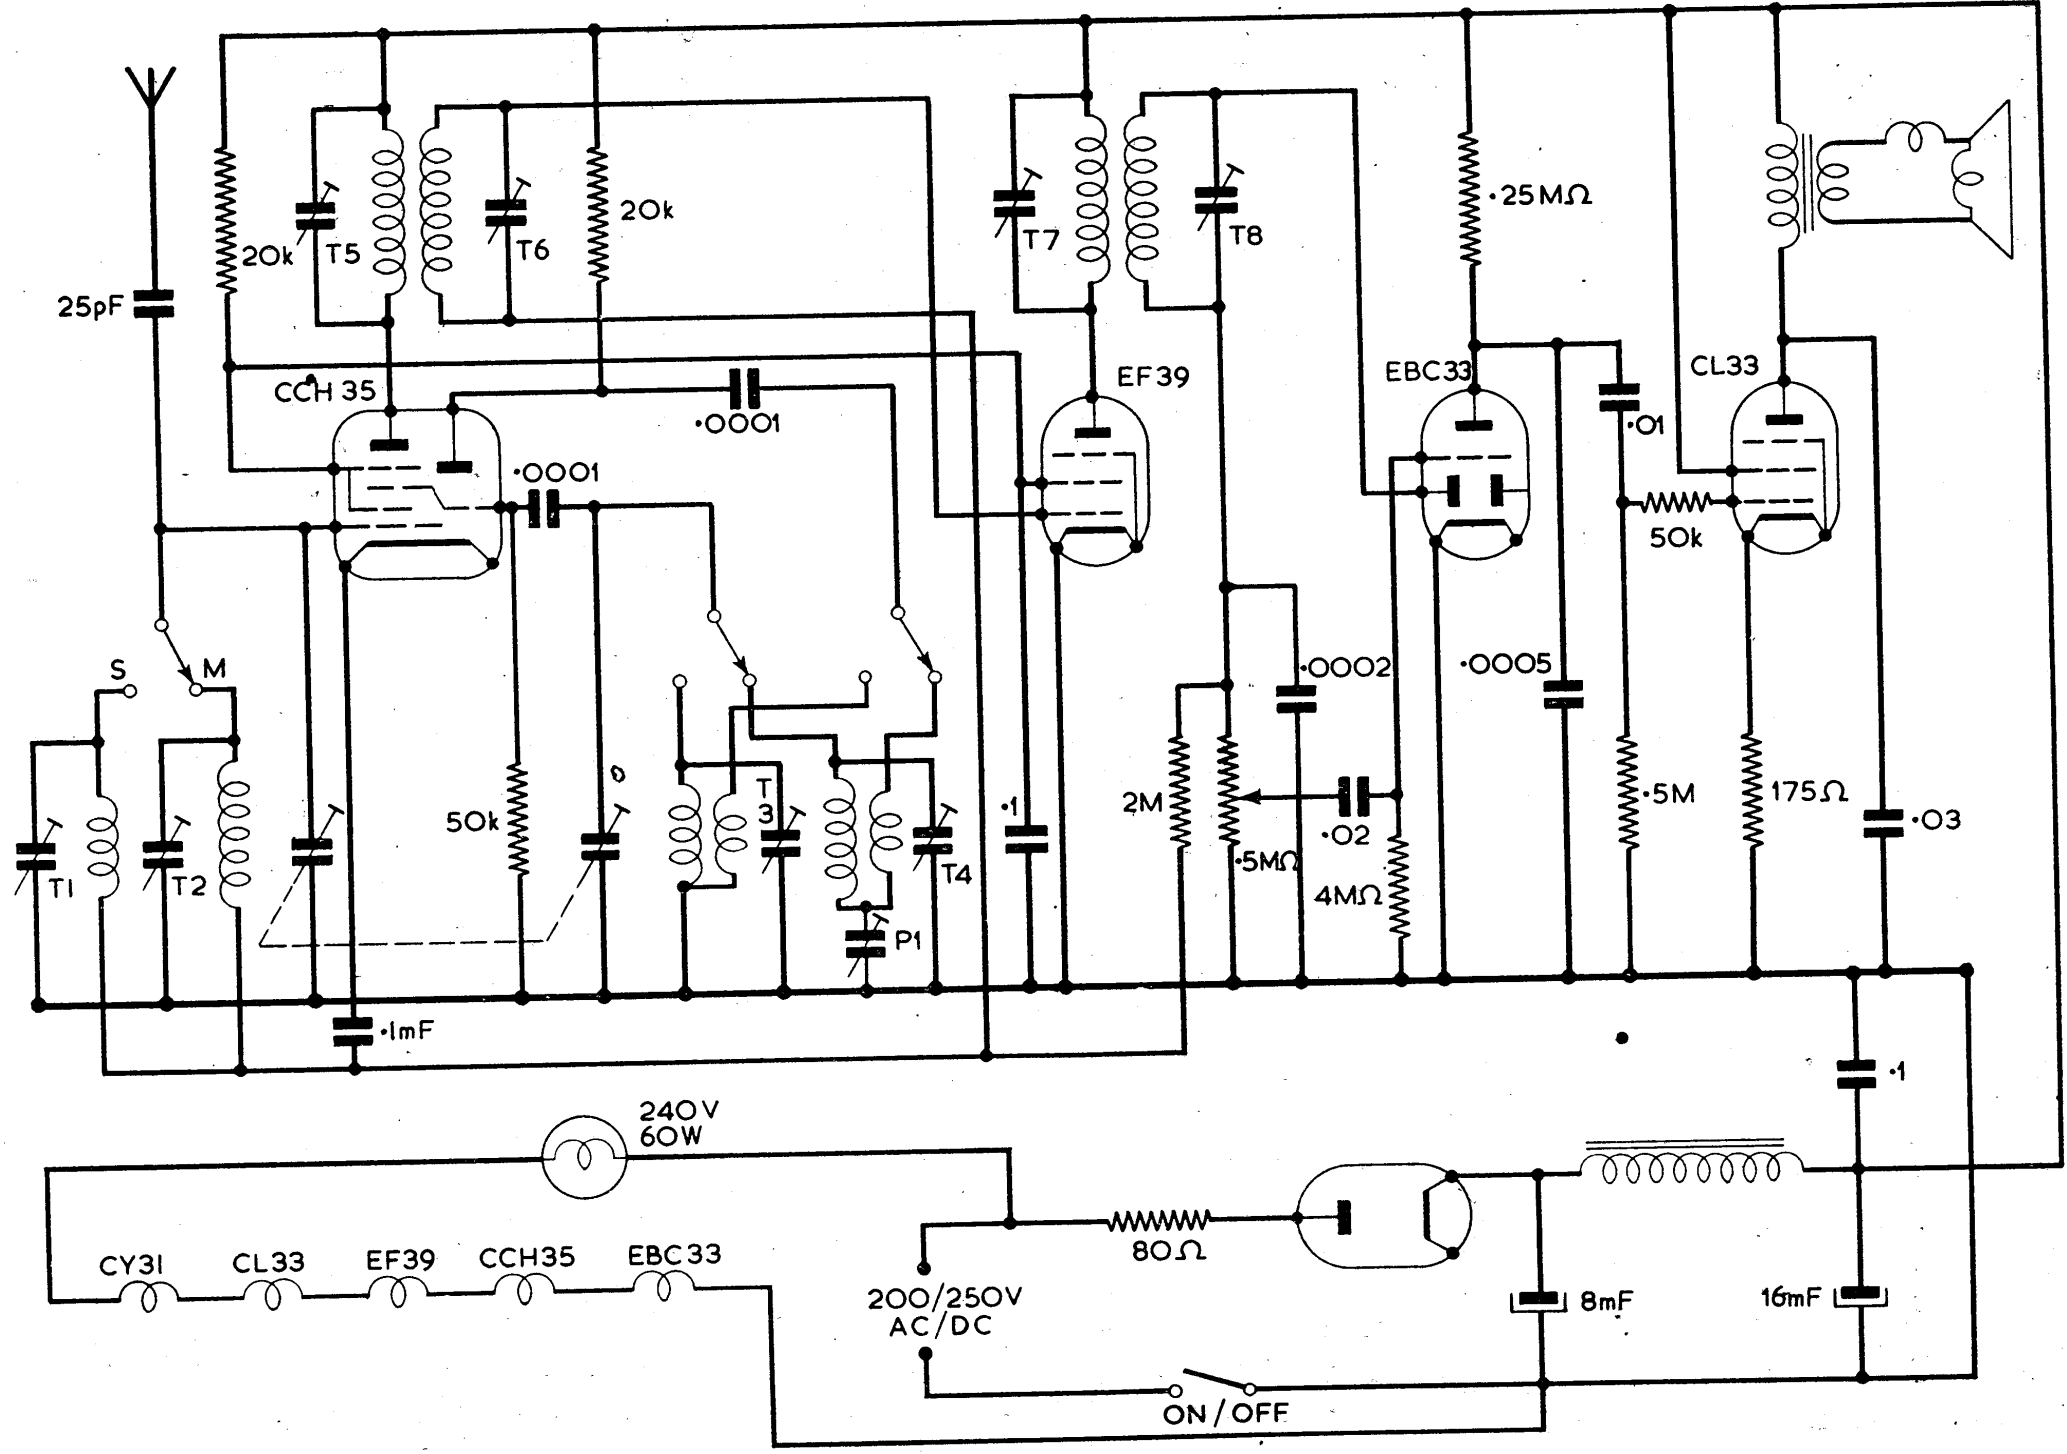 25pF
20k
T5
T6
20k
T7
T8
·25MΩ
CCH35
·0001
EF39
EBC33
CL33
·01
·0001
50k
S
M
·0002
·0005
T1
T2
50k
T
3
T4
·1
2M
·5MΩ
·02
4MΩ
·5M
175Ω
·03
P1
·1mF
·1
240V
60W
80Ω
CY31
CL33
EF39
CCH35
EBC33
200/250V
AC/DC
8mF
16mF
ON/OFF